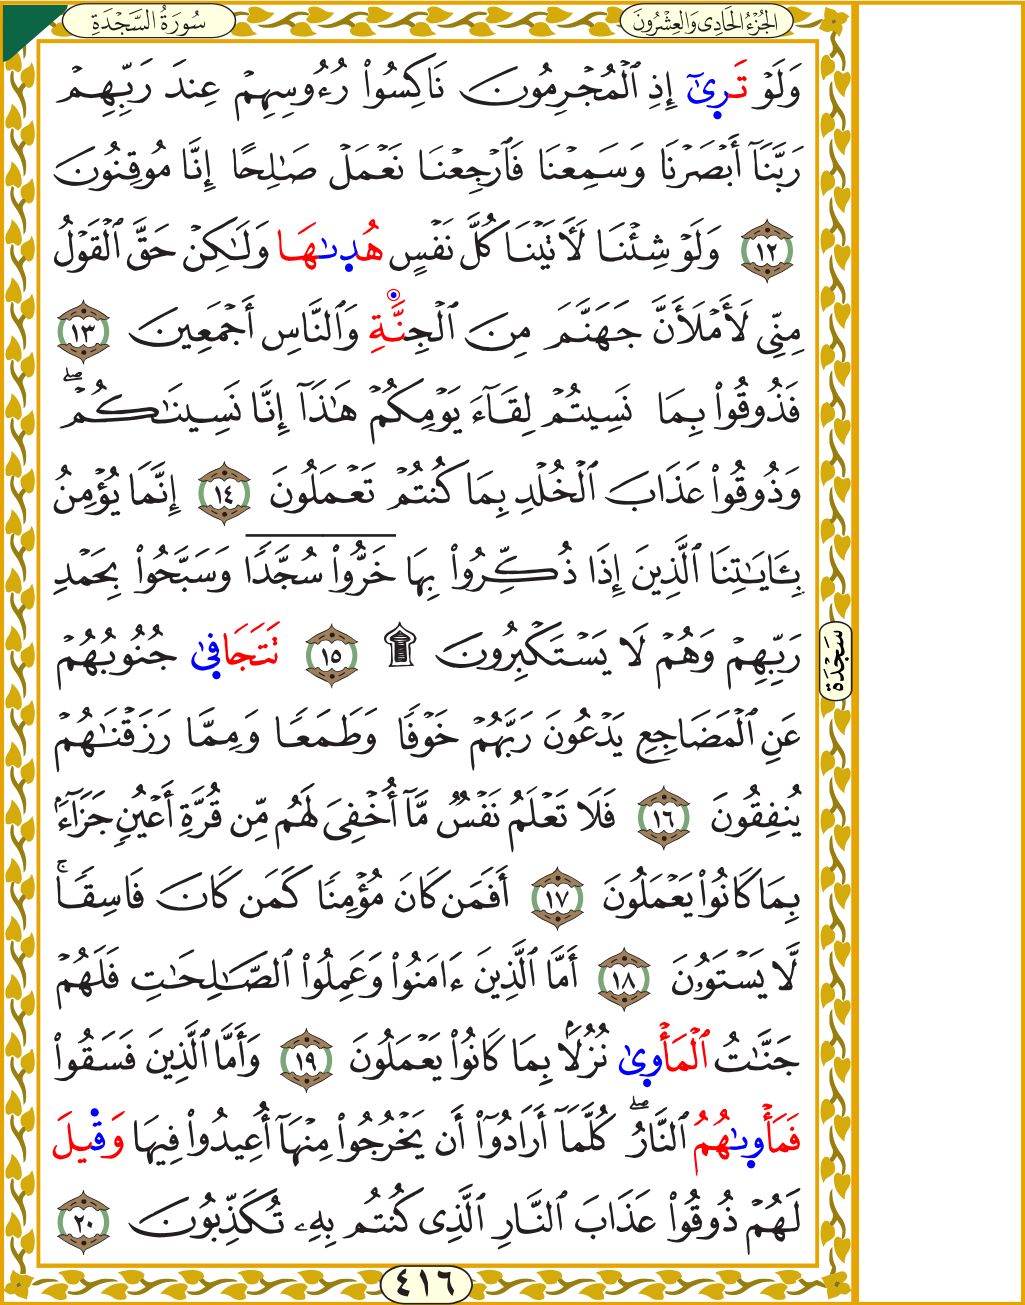 سُورَةُ السَّجْدَةِ
الجُزْءُ الحَادِى وَالعِشْرُونَ
وَلَوْ تَرِىٰٓ إِذِ ٱلْمُجْرِمُونَ نَاكِسُوا۟ رُءُوسِهِمْ عِندَ رَبِّهِمْ
رَبَّنَآ أَبْصَرْنَا وَسَمِعْنَا فَٱرْجِعْنَا نَعْمَلْ صَـٰلِحًا إِنَّا مُوقِنُونَ
١٢ وَلَوْ شِئْنَا لَأٓتَيْنَا كُلَّ نَفْسٍ هُدِىٰهَا وَلَـٰكِنْ حَقَّ ٱلْقَوْلُ
مِنِّى لَأَمْلَأَنَّ جَهَنَّمَ مِنَ ٱلْجِنَّةِ وَٱلنَّاسِ أَجْمَعِينَ ١٣
فَذُوقُوا۟ بِمَا نَسِيتُمْ لِقَآءَ يَوْمِكُمْ هَـٰذَآ إِنَّا نَسِينَـٰكُمْ ۖ
وَذُوقُوا۟ عَذَابَ ٱلْخُلْدِ بِمَا كُنتُمْ تَعْمَلُونَ ١٤ إِنَّمَا يُؤْمِنُ
بِـَٔايَـٰتِنَا ٱلَّذِينَ إِذَا ذُكِّرُوا۟ بِهَا خَرُّوا۟ سُجَّدًا وَسَبَّحُوا۟ بِحَمْدِ
رَبِّهِمْ وَهُمْ لَا يَسْتَكْبِرُونَ ۩ ١٥ تَتَجَافِىٰ جُنُوبُهُمْ
عَنِ ٱلْمَضَاجِعِ يَدْعُونَ رَبَّهُمْ خَوْفًا وَطَمَعًا وَمِمَّا رَزَقْنَـٰهُمْ
يُنفِقُونَ ١٦ فَلَا تَعْلَمُ نَفْسٌ مَّآ أُخْفِىَ لَهُم مِّن قُرَّةِ أَعْيُنٍ جَزَآءًۢ
بِمَا كَانُوا۟ يَعْمَلُونَ ١٧ أَفَمَن كَانَ مُؤْمِنًا كَمَن كَانَ فَاسِقًا ۚ
لَّا يَسْتَوُۥنَ ١٨ أَمَّا ٱلَّذِينَ ءَامَنُوا۟ وَعَمِلُوا۟ ٱلصَّـٰلِحَـٰتِ فَلَهُمْ
جَنَّـٰتُ ٱلْمَأْوِىٰ نُزُلًۢا بِمَا كَانُوا۟ يَعْمَلُونَ ١٩ وَأَمَّا ٱلَّذِينَ فَسَقُوا۟
فَمَأْوِىٰهُمُ ٱلنَّارُ ۖ كُلَّمَآ أَرَادُوٓا۟ أَن يَخْرُجُوا۟ مِنْهَآ أُعِيدُوا۟ فِيهَا وَقِيلَ
لَهُمْ ذُوقُوا۟ عَذَابَ ٱلنَّارِ ٱلَّذِى كُنتُم بِهِۦ تُكَذِّبُونَ ٢٠
سَجْدَة
٤١٦